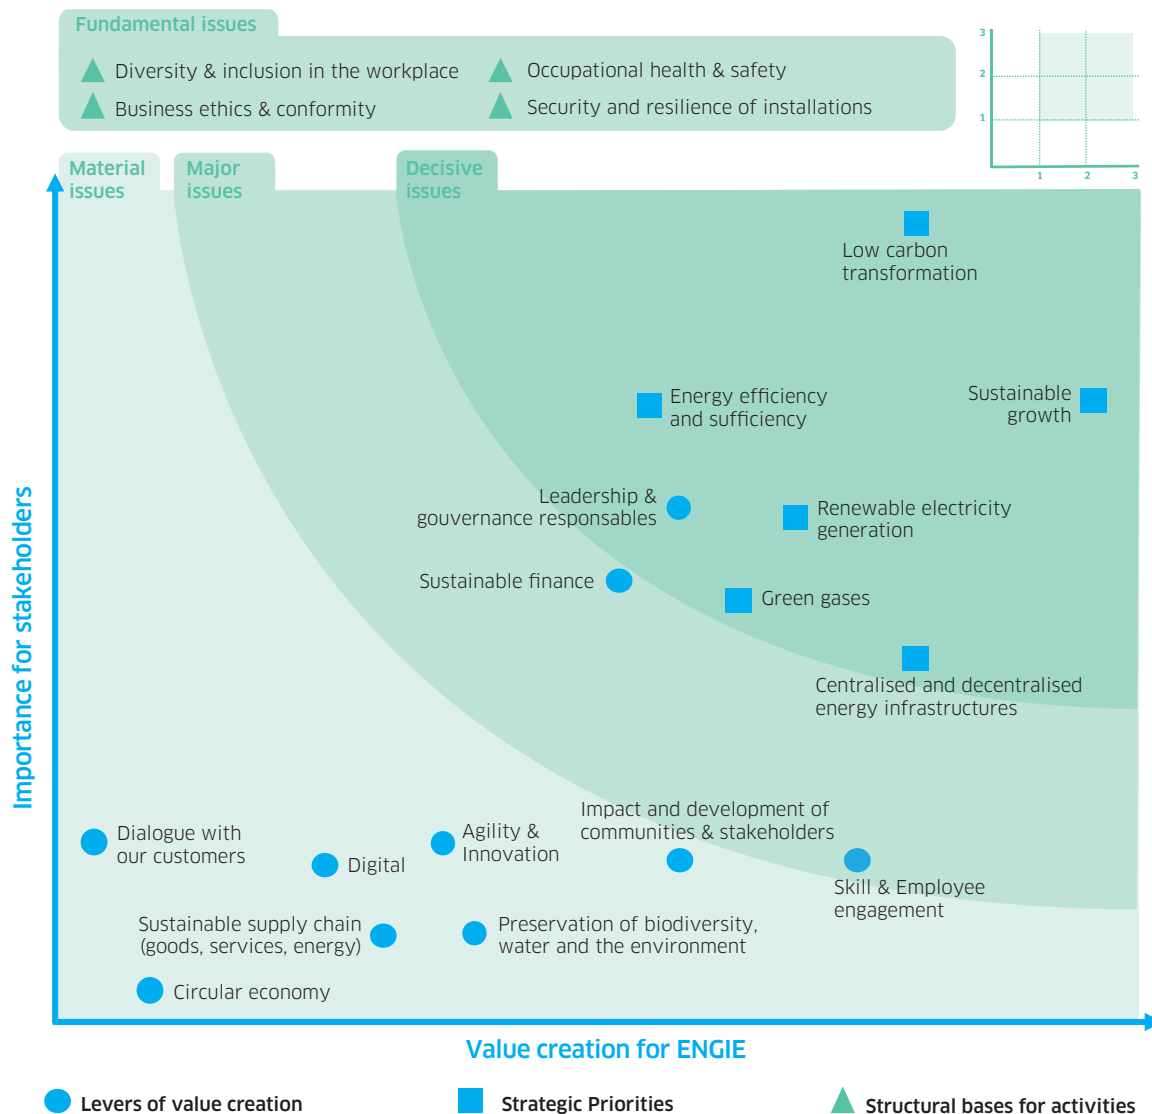 Fundamental issues
Diversity & inclusion in the workplace
Occupational health & safety
Business ethics & conformity
Security and resilience of installations
3
2
1
1
2
3
Material
issues
Major
issues
Decisive
issues
Low carbon
transformation
Energy efficiency
and sufficiency
Sustainable
growth
Leadership &
gouvernance responsables
Renewable electricity
generation
Sustainable finance
Green gases
Centralised and decentralised
energy infrastructures
Importance for stakeholders
Dialogue with
our customers
Digital
Agility &
Innovation
Impact and development of
communities & stakeholders
Skill & Employee
engagement
Sustainable supply chain
(goods, services, energy)
Preservation of biodiversity,
water and the environment
Circular economy
Value creation for ENGIE
Levers of value creation
Strategic Priorities
Structural bases for activities